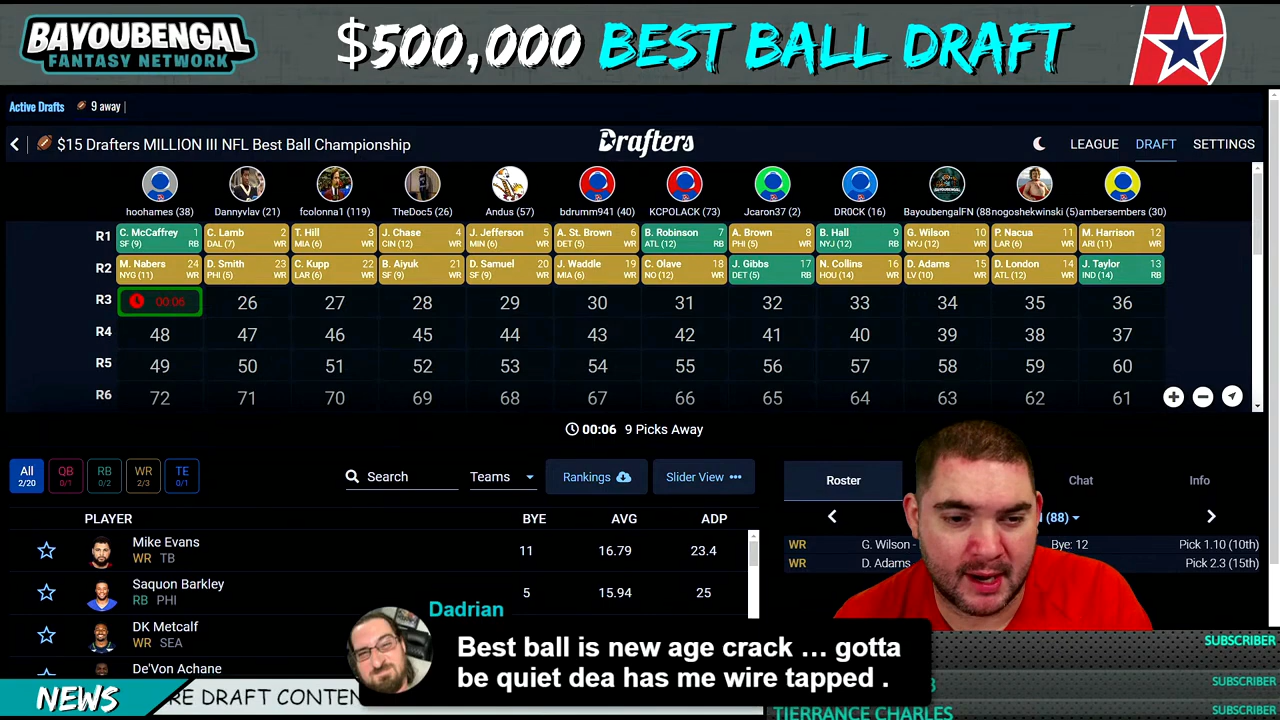 BAYOUBENGAL
FANTASY NETWORK
$500,000 BEST BALL DRAFT
Active Drafts 9 away
$15 Drafters MILLION III NFL Best Ball Championship
Drafters
LEAGUE DRAFT SETTINGS
hoohames (38) Dannyvlav (21) fcolonna1 (119) TheDoc5 (26) Andus (57) bdrumm941 (40) KCPOLACK (73) Jcaron37 (2) DR0CK (16) BayoubengalFN (88 nogoshekwinski (5) ambersembers (30)
R1
C. McCaffrey 1 C. Lamb 2 T. Hill 3 J. Chase 4 J. Jefferson 5 A. St. Brown 6 B. Robinson 7 A. Brown 8 B. Hall 9 G. Wilson 10 P. Nacua 11 M. Harrison 12
SF (9) RB DAL (7) WR MIA (6) WR CIN (12) WR MIN (6) WR DET (5) WR ATL (12) RB PHI (5) WR NYJ (12) RB NYJ (12) WR LAR (6) WR ARI (11) WR
R2
M. Nabers 24 D. Smith 23 C. Kupp 22 B. Aiyuk 21 D. Samuel 20 J. Waddle 19 C. Olave 18 J. Gibbs 17 N. Collins 16 D. Adams 15 D. London 14 J. Taylor 13
NYG (11) WR PHI (5) WR LAR (6) WR SF (9) WR SF (9) WR MIA (6) WR NO (12) WR DET (5) RB HOU (14) WR LV (10) WR ATL (12) WR IND (14) RB
R3 00:06 26 27 28 29 30 31 32 33 34 35 36
R4 48 47 46 45 44 43 42 41 40 39 38 37
R5 49 50 51 52 53 54 55 56 57 58 59 60
R6 72 71 70 69 68 67 66 65 64 63 62 61
00:06 9 Picks Away
All QB RB WR TE
2/20 0/1 0/2 2/3 0/1
Search Teams Rankings Slider View
Roster Chat Info
(88)
PLAYER BYE AVG ADP
Mike Evans
WR TB 11 16.79 23.4
Saquon Barkley
RB PHI 5 15.94 25
DK Metcalf
WR SEA
De'Von Achane
WR G. Wilson - Bye: 12 Pick 1.10 (10th)
WR D. Adams Pick 2.3 (15th)
Dadrian
Best ball is new age crack ... gotta
be quiet dea has me wire tapped .
SUBSCRIBER
SUBSCRIBER
TIERRANCE CHARLES SUBSCRIBER
NEWS RE DRAFT CONTEN